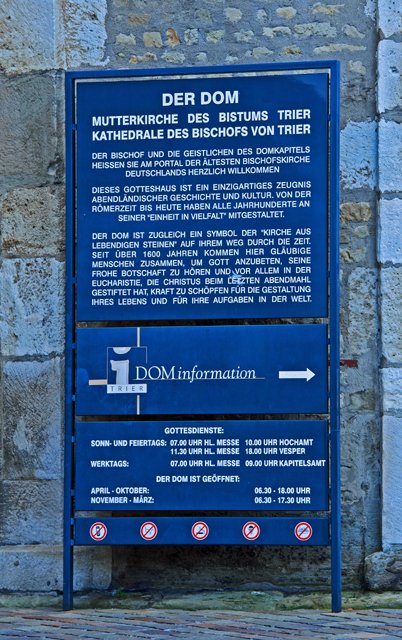 DER DOM
MUTTERKIRCHE DES BISTUMS TRIER
KATHEDRALE DES BISCHOFS VON TRIER
DER BISCHOF UND DIE GEISTLICHEN DES DOMKAPITELS
HEISSEN SIE AM PORTAL DER ÄLTESTEN BISCHOFSKIRCHE
DEUTSCHLANDS HERZLICH WILLKOMMEN
DIESES GOTTESHAUS IST EIN EINZIGARTIGES ZEUGNIS
ABENDLÄNDISCHER GESCHICHTE UND KULTUR. VON DER
RÖMERZEIT BIS HEUTE HABEN ALLE JAHRHUNDERTE AN
SEINER "EINHEIT IN VIELFALT" MITGESTALTET.
DER DOM IST ZUGLEICH EIN SYMBOL DER "KIRCHE AUS
LEBENDIGEN STEINEN" AUF IHREM WEG DURCH DIE ZEIT.
SEIT ÜBER 1600 JAHREN KOMMEN HIER GLÄUBIGE
MENSCHEN ZUSAMMEN, UM GOTT ANZUBETEN, SEINE
FROHE BOTSCHAFT ZU HÖREN UND VOR ALLEM IN DER
EUCHARISTIE, DIE CHRISTUS BEIM LETZTEN ABENDMAHL
GESTIFTET HAT, KRAFT ZU SCHÖPFEN FÜR DIE GESTALTUNG
IHRES LEBENS UND FÜR IHRE AUFGABEN IN DER WELT.
i DOM information
TRIER
GOTTESDIENSTE:
SONN- UND FEIERTAGS: 07.00 UHR HL. MESSE 10.00 UHR HOCHAMT
11.30 UHR HL. MESSE 18.00 UHR VESPER
WERKTAGS: 07.00 UHR HL. MESSE 09.00 UHR KAPITELSAMT
DER DOM IST GEÖFFNET:
APRIL - OKTOBER: 06.30 - 18.00 UHR
NOVEMBER - MÄRZ: 06.30 - 17.30 UHR